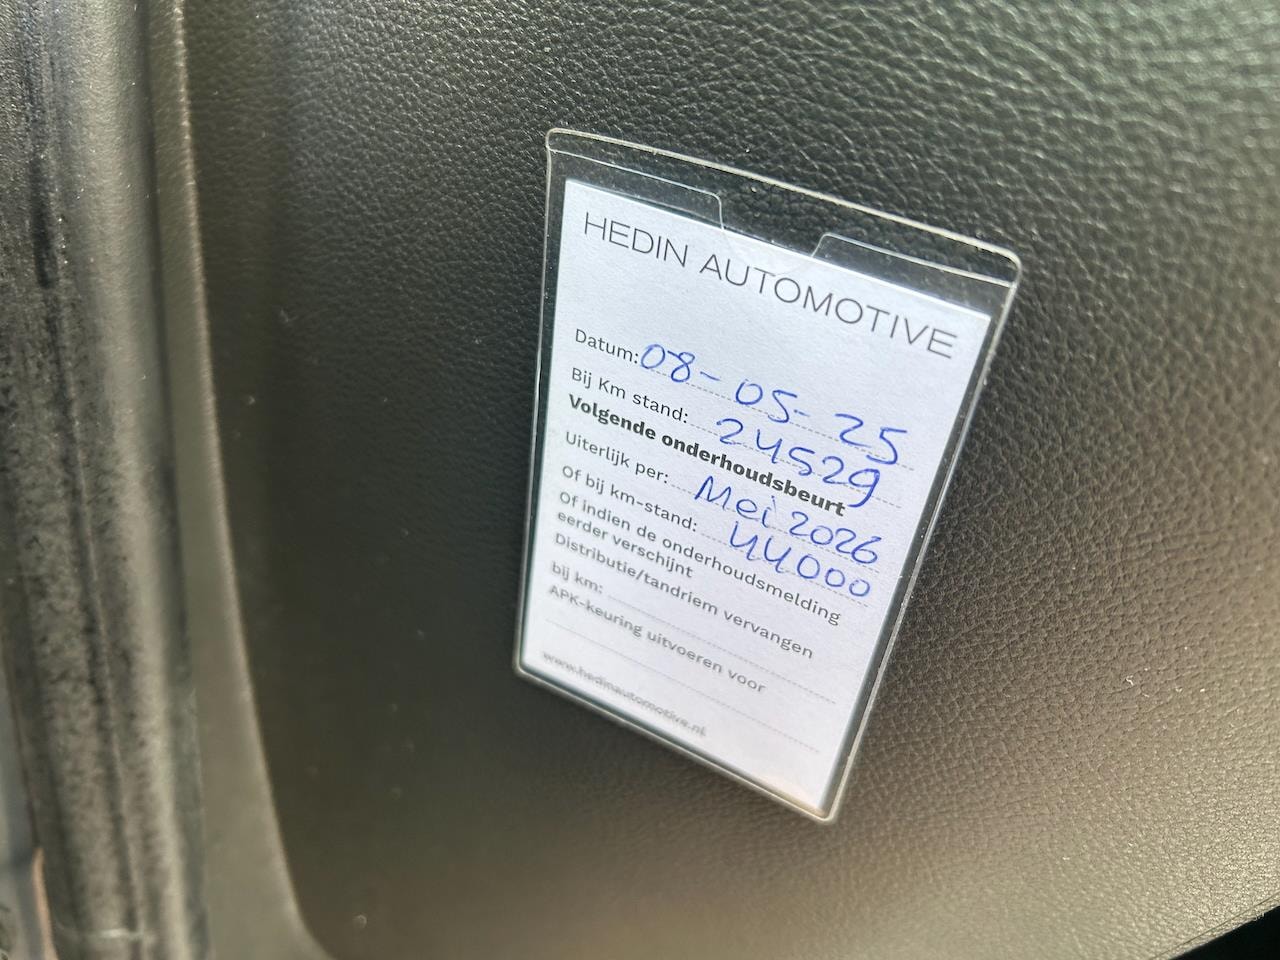 HEDIN AUTOMOTIVE
Datum: 08-05-25
Bij Km stand: 24529
Volgende onderhoudsbeurt
Uiterlijk per: Mei 2026
Of bij km-stand: 44000
Of indien de onderhoudsmelding
eerder verschijnt
Distributie/tandriem vervangen
bij km:
APK-keuring uitvoeren voor
www.hedinautomotive.nl